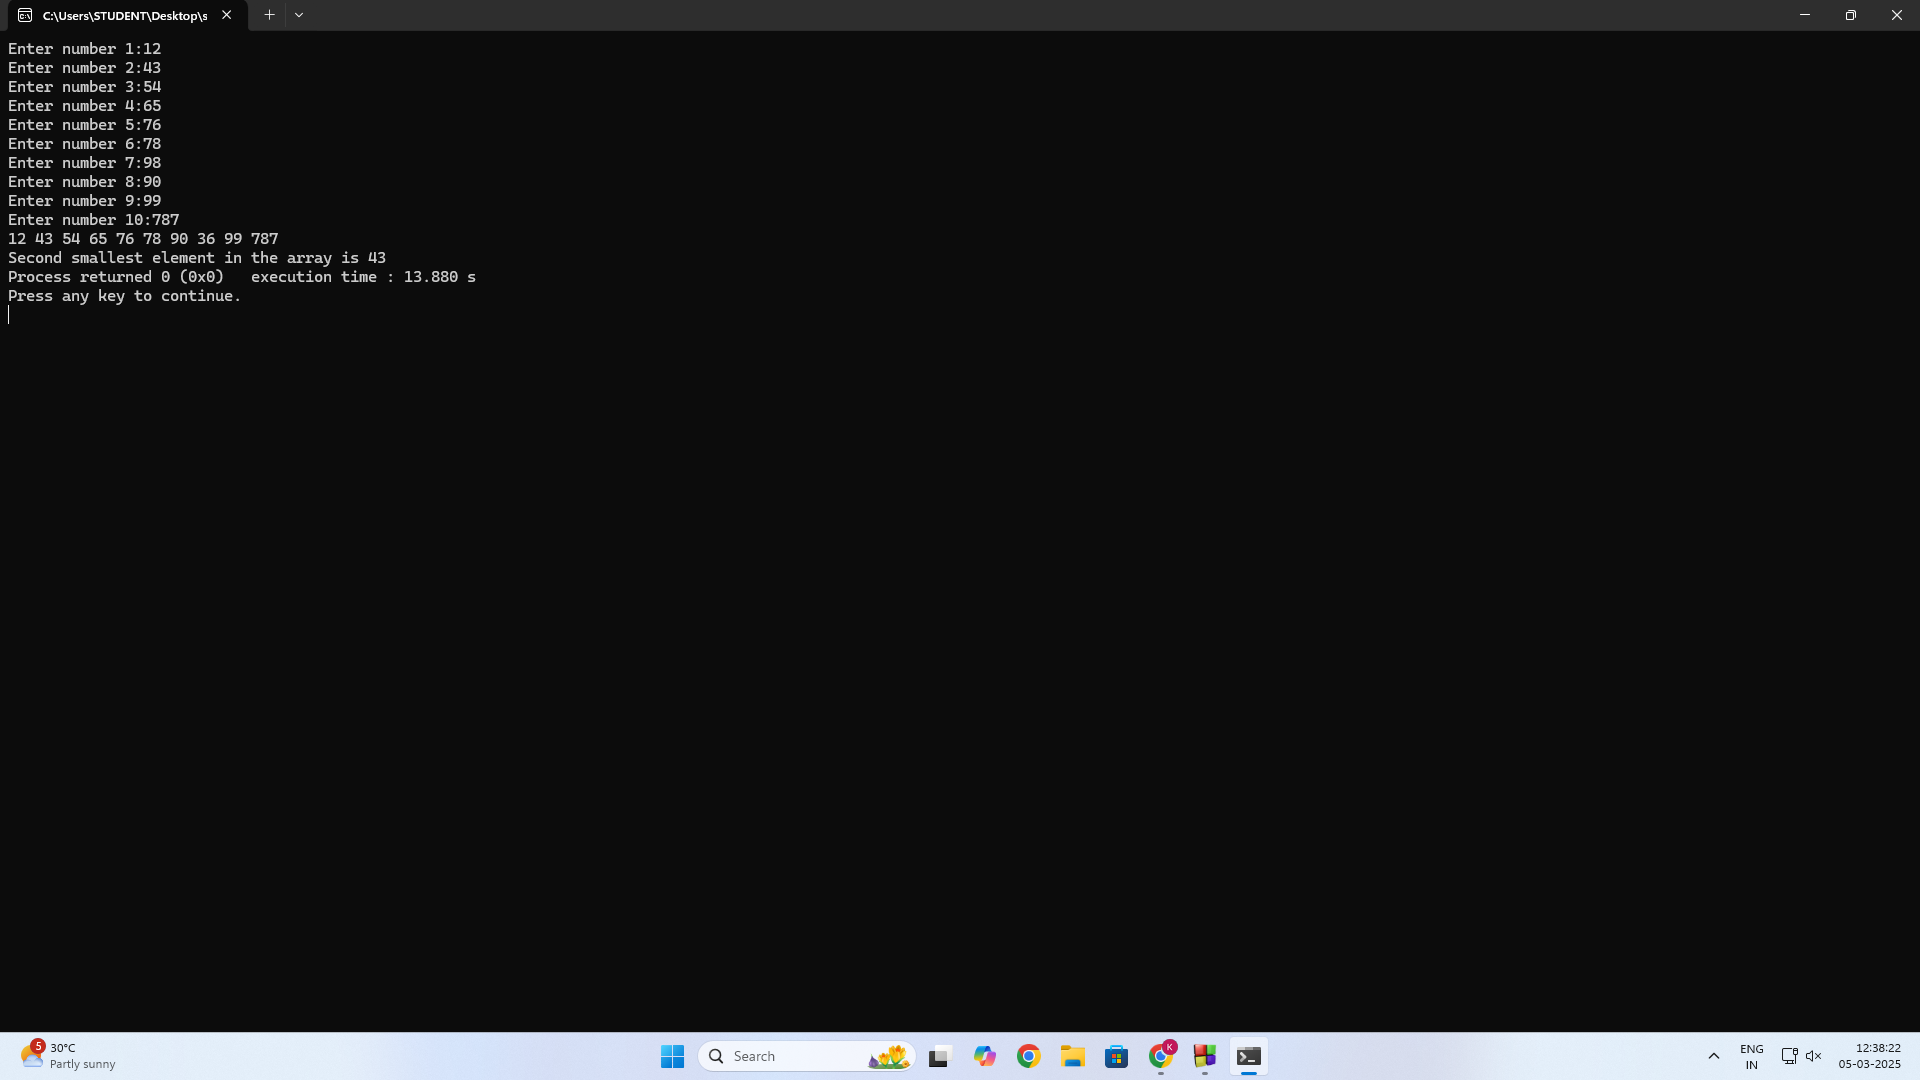 C:\Users\STUDENT\Desktop\s
Enter number 1:12
Enter number 2:43
Enter number 3:54
Enter number 4:65
Enter number 5:76
Enter number 6:78
Enter number 7:98
Enter number 8:90
Enter number 9:99
Enter number 10:787
12 43 54 65 76 78 90 36 99 787
Second smallest element in the array is 43
Process returned 0 (0x0)   execution time : 13.880 s
Press any key to continue.
5
30°C
Partly sunny
Search
K
ENG
IN
12:38:22
05-03-2025